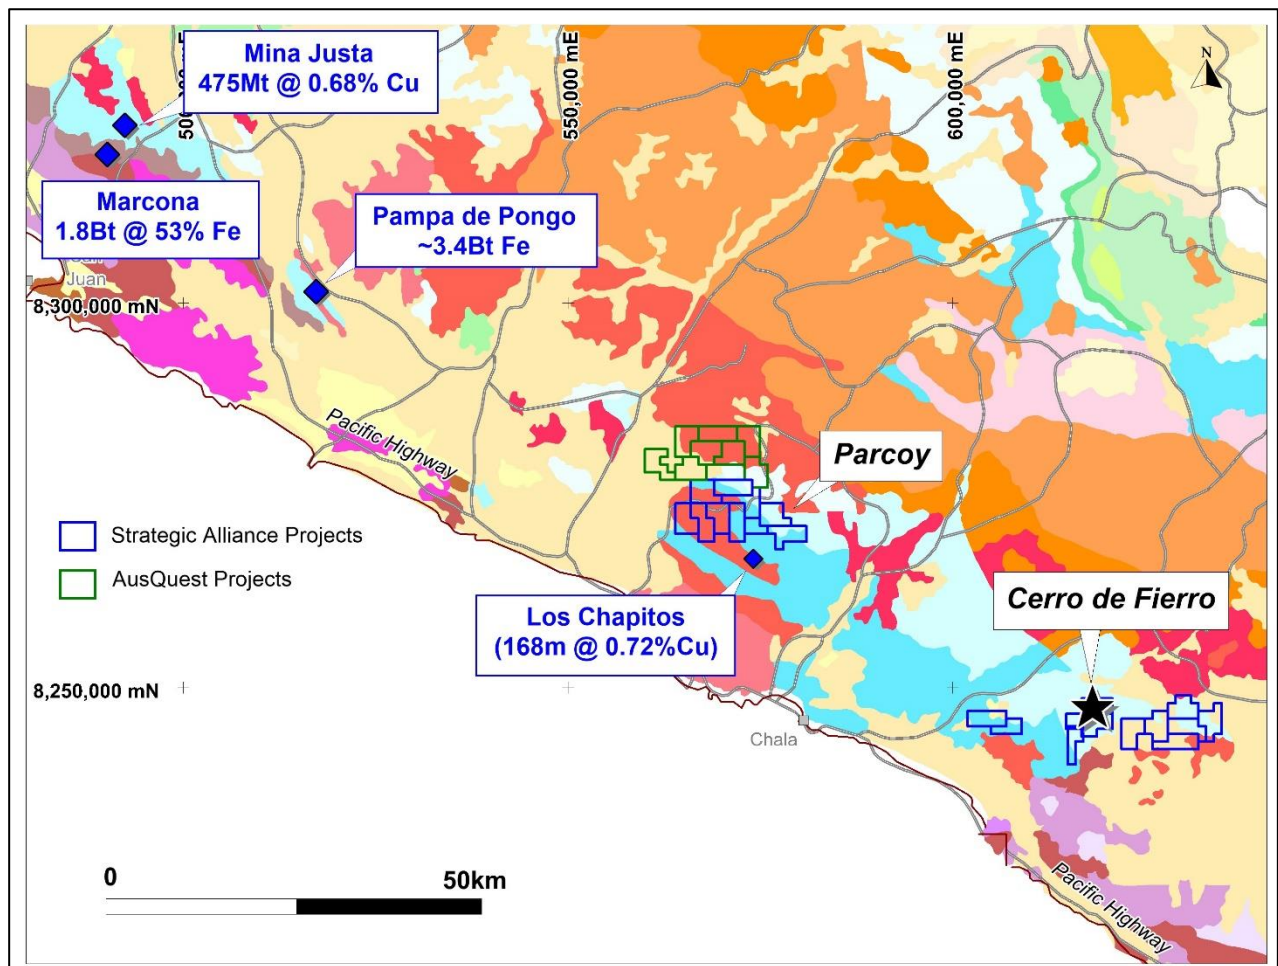 Mina Justa
475Mt @ 0.68% Cu
Marcona
1.8Bt @ 53% Fe
Pampa de Pongo
~3.4Bt Fe
550,000 mE
600,000 mE
N
Juan
8,300,000 mN
Pacific Highway
Parcoy
Strategic Alliance Projects
AusQuest Projects
Los Chapitos
(168m @ 0.72%Cu)
Cerro de Fierro
8,250,000 mN
Chala
0
50km
Pacific Highway